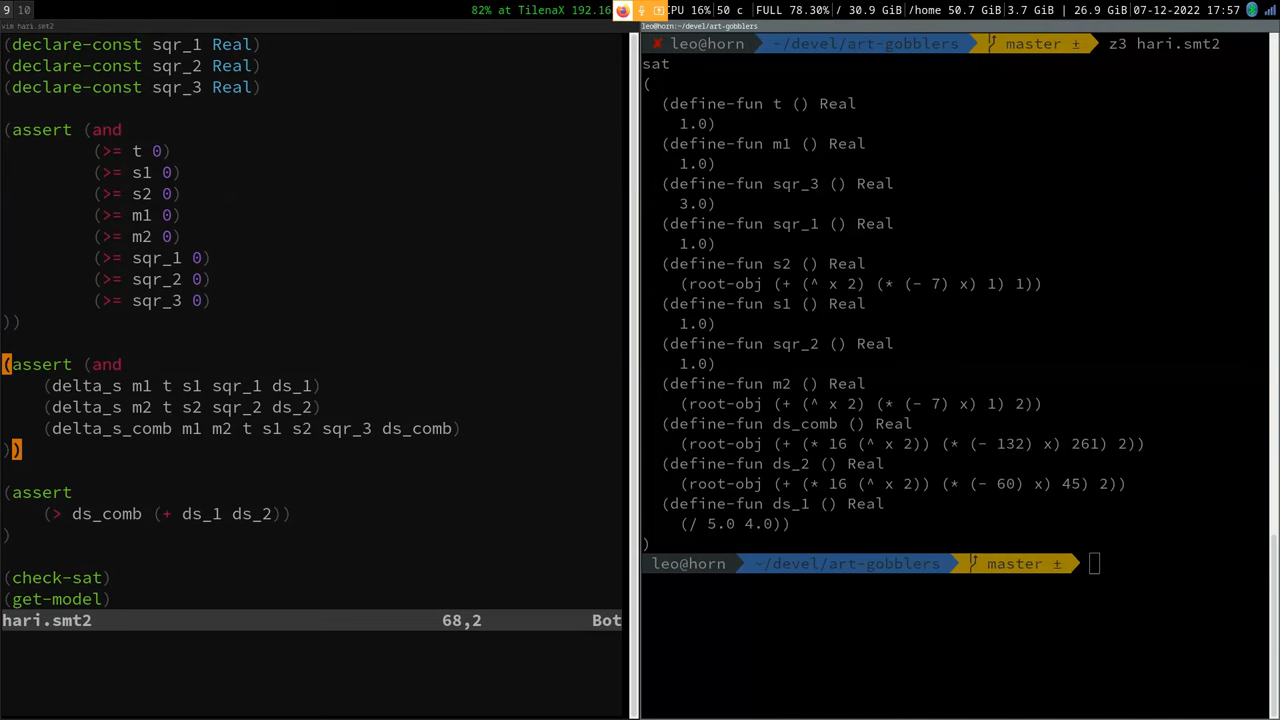 9 10
82% at TilenaX 192.16
CPU 16% 50 c FULL 78.30% / 30.9 GiB /home 50.7 GiB 3.7 GiB 26.5 GiB 07-12-2022 17:57
vim hari.smt2
(declare-const sqr_1 Real)
(declare-const sqr_2 Real)
(declare-const sqr_3 Real)
(assert (and
(>= t 0)
(>= s1 0)
(>= s2 0)
(>= m1 0)
(>= m2 0)
(>= sqr_1 0)
(>= sqr_2 0)
(>= sqr_3 0)
))
(assert (and
(delta_s m1 t s1 sqr_1 ds_1)
(delta_s m2 t s2 sqr_2 ds_2)
(delta_s_comb m1 m2 t s1 s2 sqr_3 ds_comb)
))
(assert
(> ds_comb (+ ds_1 ds_2))
)
(check-sat)
(get-model)
hari.smt2 68,2 Bot
leo@horn:~/devel/art-gobblers
✘ leo@horn ~/devel/art-gobblers master ± z3 hari.smt2
sat
(
(define-fun t () Real
1.0)
(define-fun m1 () Real
1.0)
(define-fun sqr_3 () Real
3.0)
(define-fun sqr_1 () Real
1.0)
(define-fun s2 () Real
(root-obj (+ (^ x 2) (* (- 7) x) 1) 1))
(define-fun s1 () Real
1.0)
(define-fun sqr_2 () Real
1.0)
(define-fun m2 () Real
(root-obj (+ (^ x 2) (* (- 7) x) 1) 2))
(define-fun ds_comb () Real
(root-obj (+ (* 16 (^ x 2)) (* (- 132) x) 261) 2))
(define-fun ds_2 () Real
(root-obj (+ (* 16 (^ x 2)) (* (- 60) x) 45) 2))
(define-fun ds_1 () Real
(/ 5.0 4.0))
)
leo@horn ~/devel/art-gobblers master ±